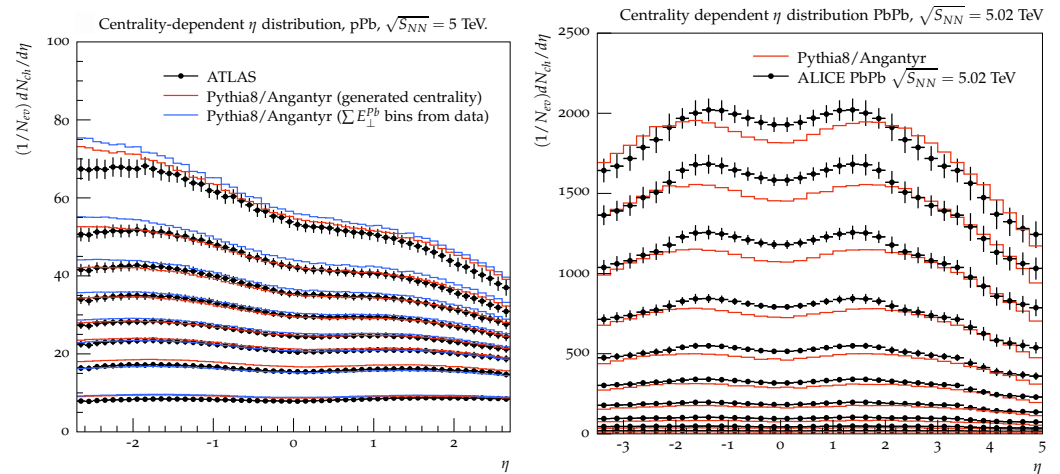 Centrality-dependent η distribution, pPb, √S_NN = 5 TeV.
(1/N_ev) dN_ch/dη
100
80
60
40
20
0
ATLAS
Pythia8/Angantyr (generated centrality)
Pythia8/Angantyr (∑ E_⊥^Pb bins from data)
-2
-1
0
1
2
η
Centrality dependent η distribution PbPb, √S_NN = 5.02 TeV
(1/N_ev)dN_ch/dη
2500
2000
1500
1000
500
0
Pythia8/Angantyr
ALICE PbPb √S_NN = 5.02 TeV
-3
-2
-1
0
1
2
3
4
5
η